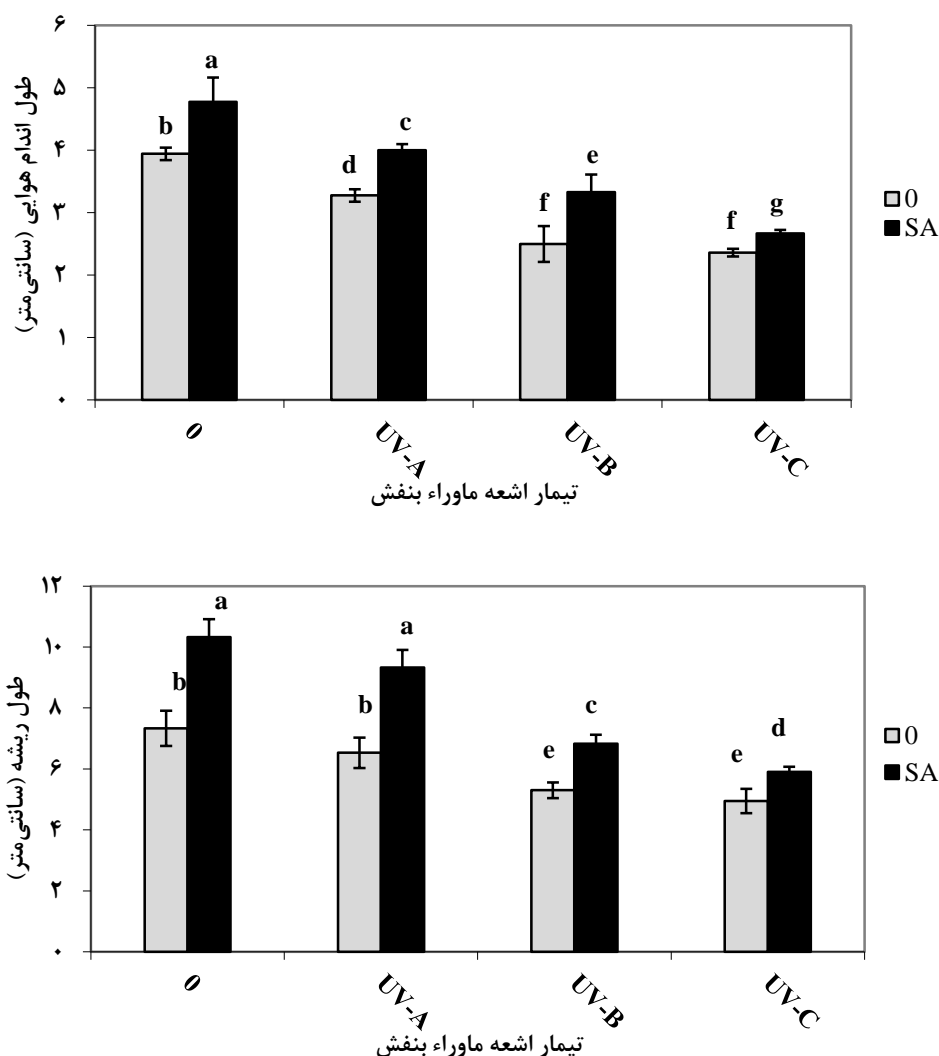 طول اندام هوایی (سانتی‌متر)
۶
۵
۴
۳
۲
۱
۰
b
a
d
c
f
e
f
g
0
SA
0
UV-A
UV-B
UV-C
تیمار اشعه ماوراء بنفش
طول ریشه (سانتی‌متر)
۱۲
۱۰
۸
۶
۴
۲
۰
b
a
b
a
e
c
e
d
0
SA
0
UV-A
UV-B
UV-C
تیمار اشعه ماوراء بنفش